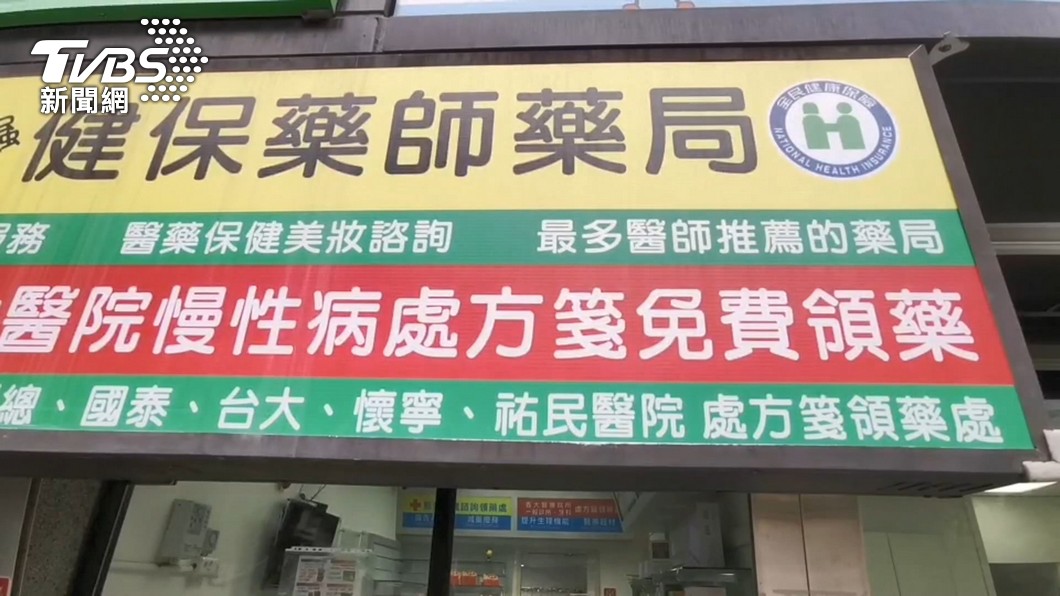 TVBS
新聞網
健保藥師藥局
全民健康保險
NATIONAL HEALTH INSURANCE
務 醫藥保健美妝諮詢 最多醫師推薦的藥局
醫院慢性病處方箋免費領藥
總、國泰、台大、懷寧、祐民醫院 處方箋領藥處